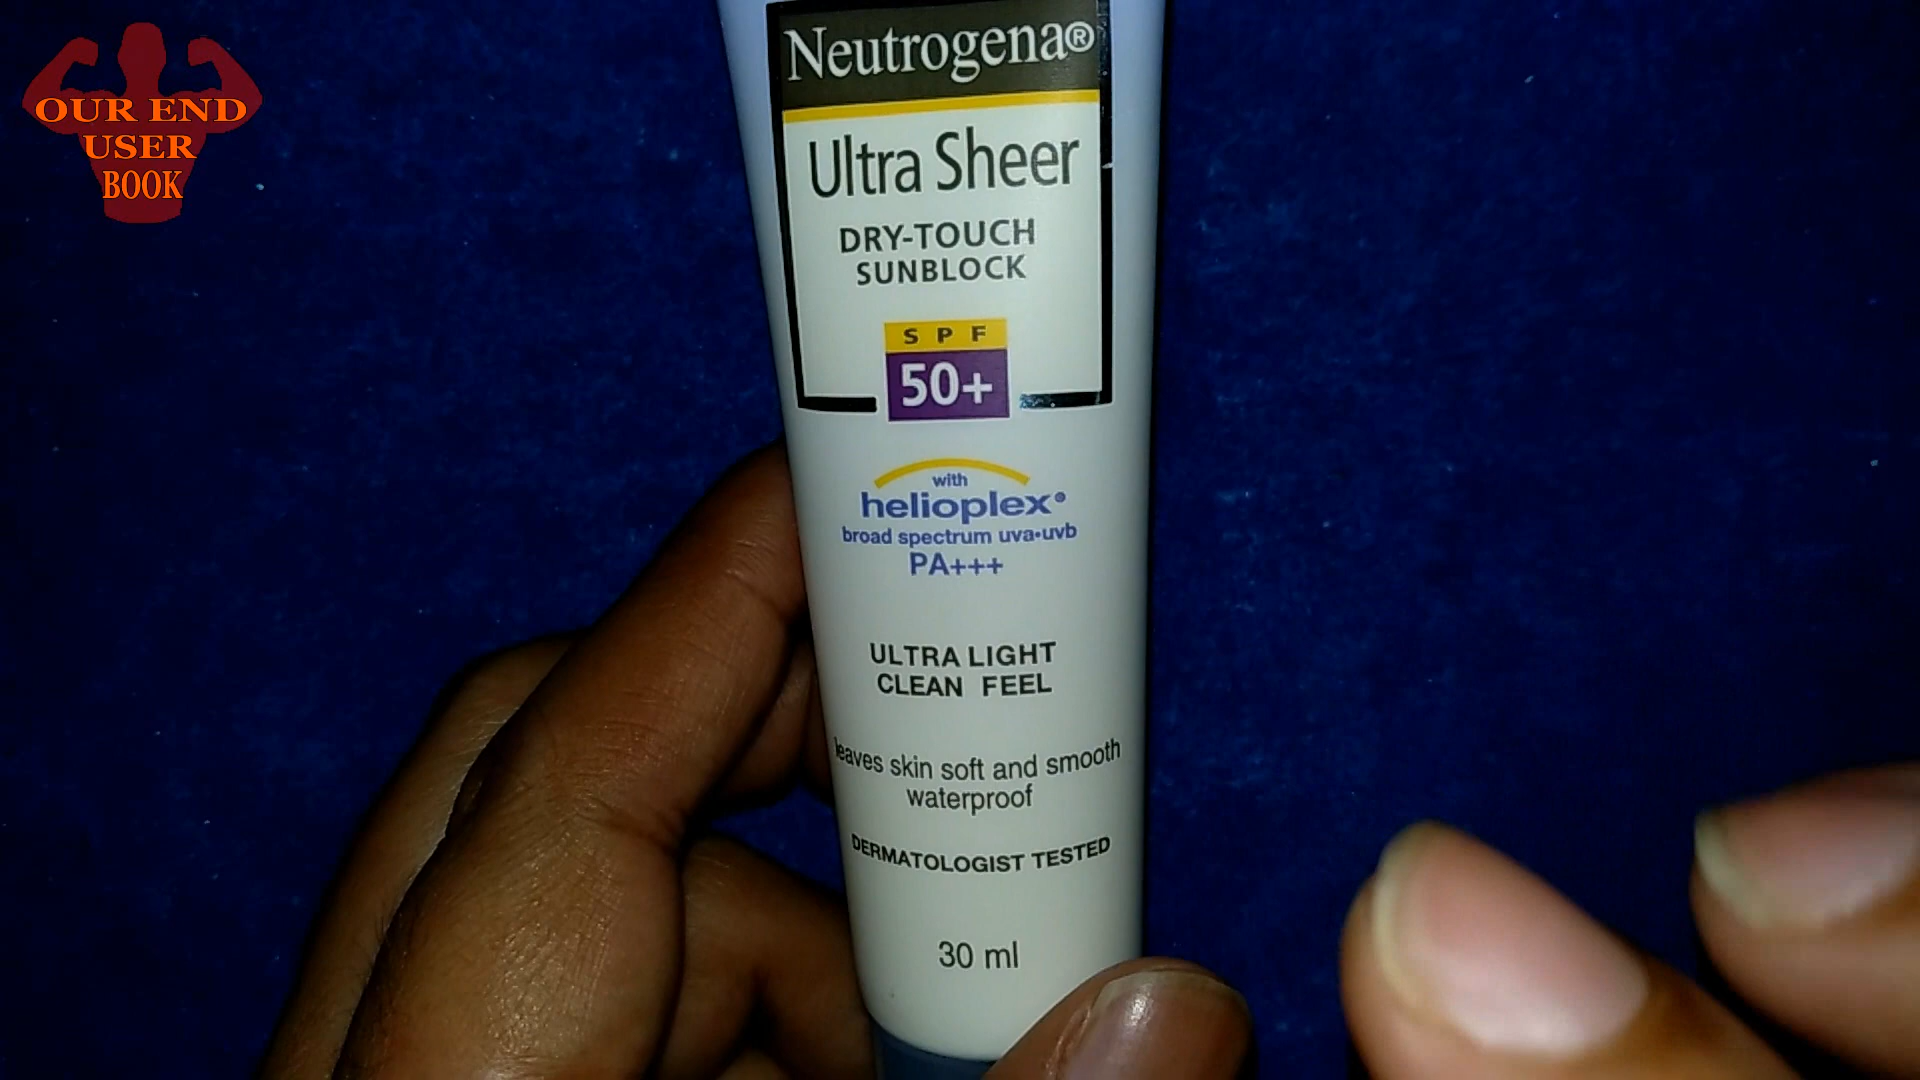 OUR END
USER
BOOK
Neutrogena®
Ultra Sheer
DRY-TOUCH
SUNBLOCK
SPF
50+
with
helioplex®
broad spectrum uva•uvb
PA+++
ULTRA LIGHT
CLEAN FEEL
leaves skin soft and smooth
waterproof
DERMATOLOGIST TESTED
30 ml